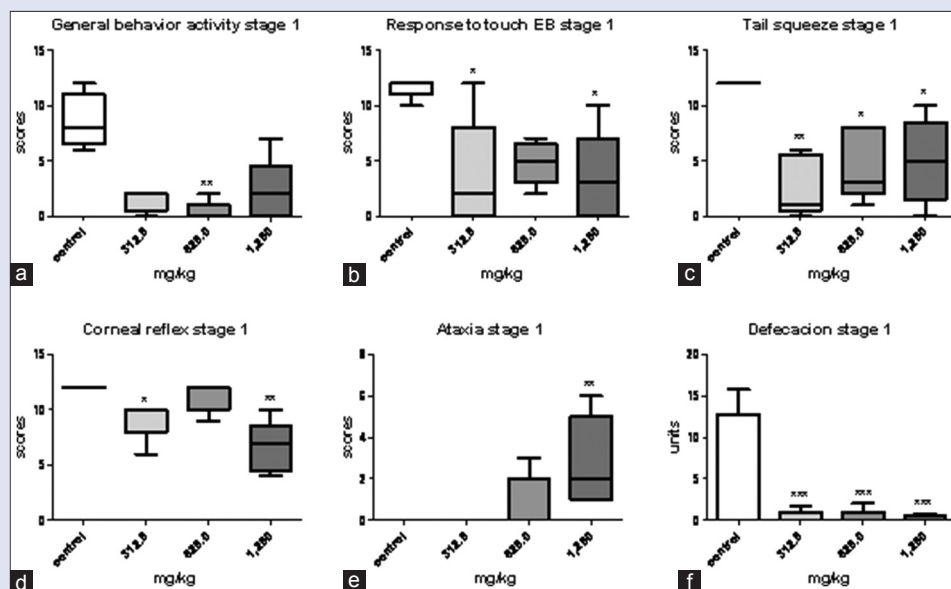 General behavior activity stage 1
Response to touch EB stage 1
Tail squeeze stage 1
15
10
5
0
scores
**
control
312.5
625.0
1,250
mg/kg
a
15
10
5
0
scores
*
*
control
312.5
625.0
1,250
mg/kg
b
15
10
5
0
scores
**
*
*
control
312.5
625.0
1,250
mg/kg
c
Corneal reflex stage 1
Ataxia stage 1
Defecacion stage 1
15
10
5
0
scores
*
**
control
312.5
625.0
1,250
mg/kg
d
8
6
4
2
0
scores
**
control
312.5
625.0
1,250
mg/kg
e
20
15
10
5
0
units
***
***
***
control
312.5
625.0
1,250
mg/kg
f